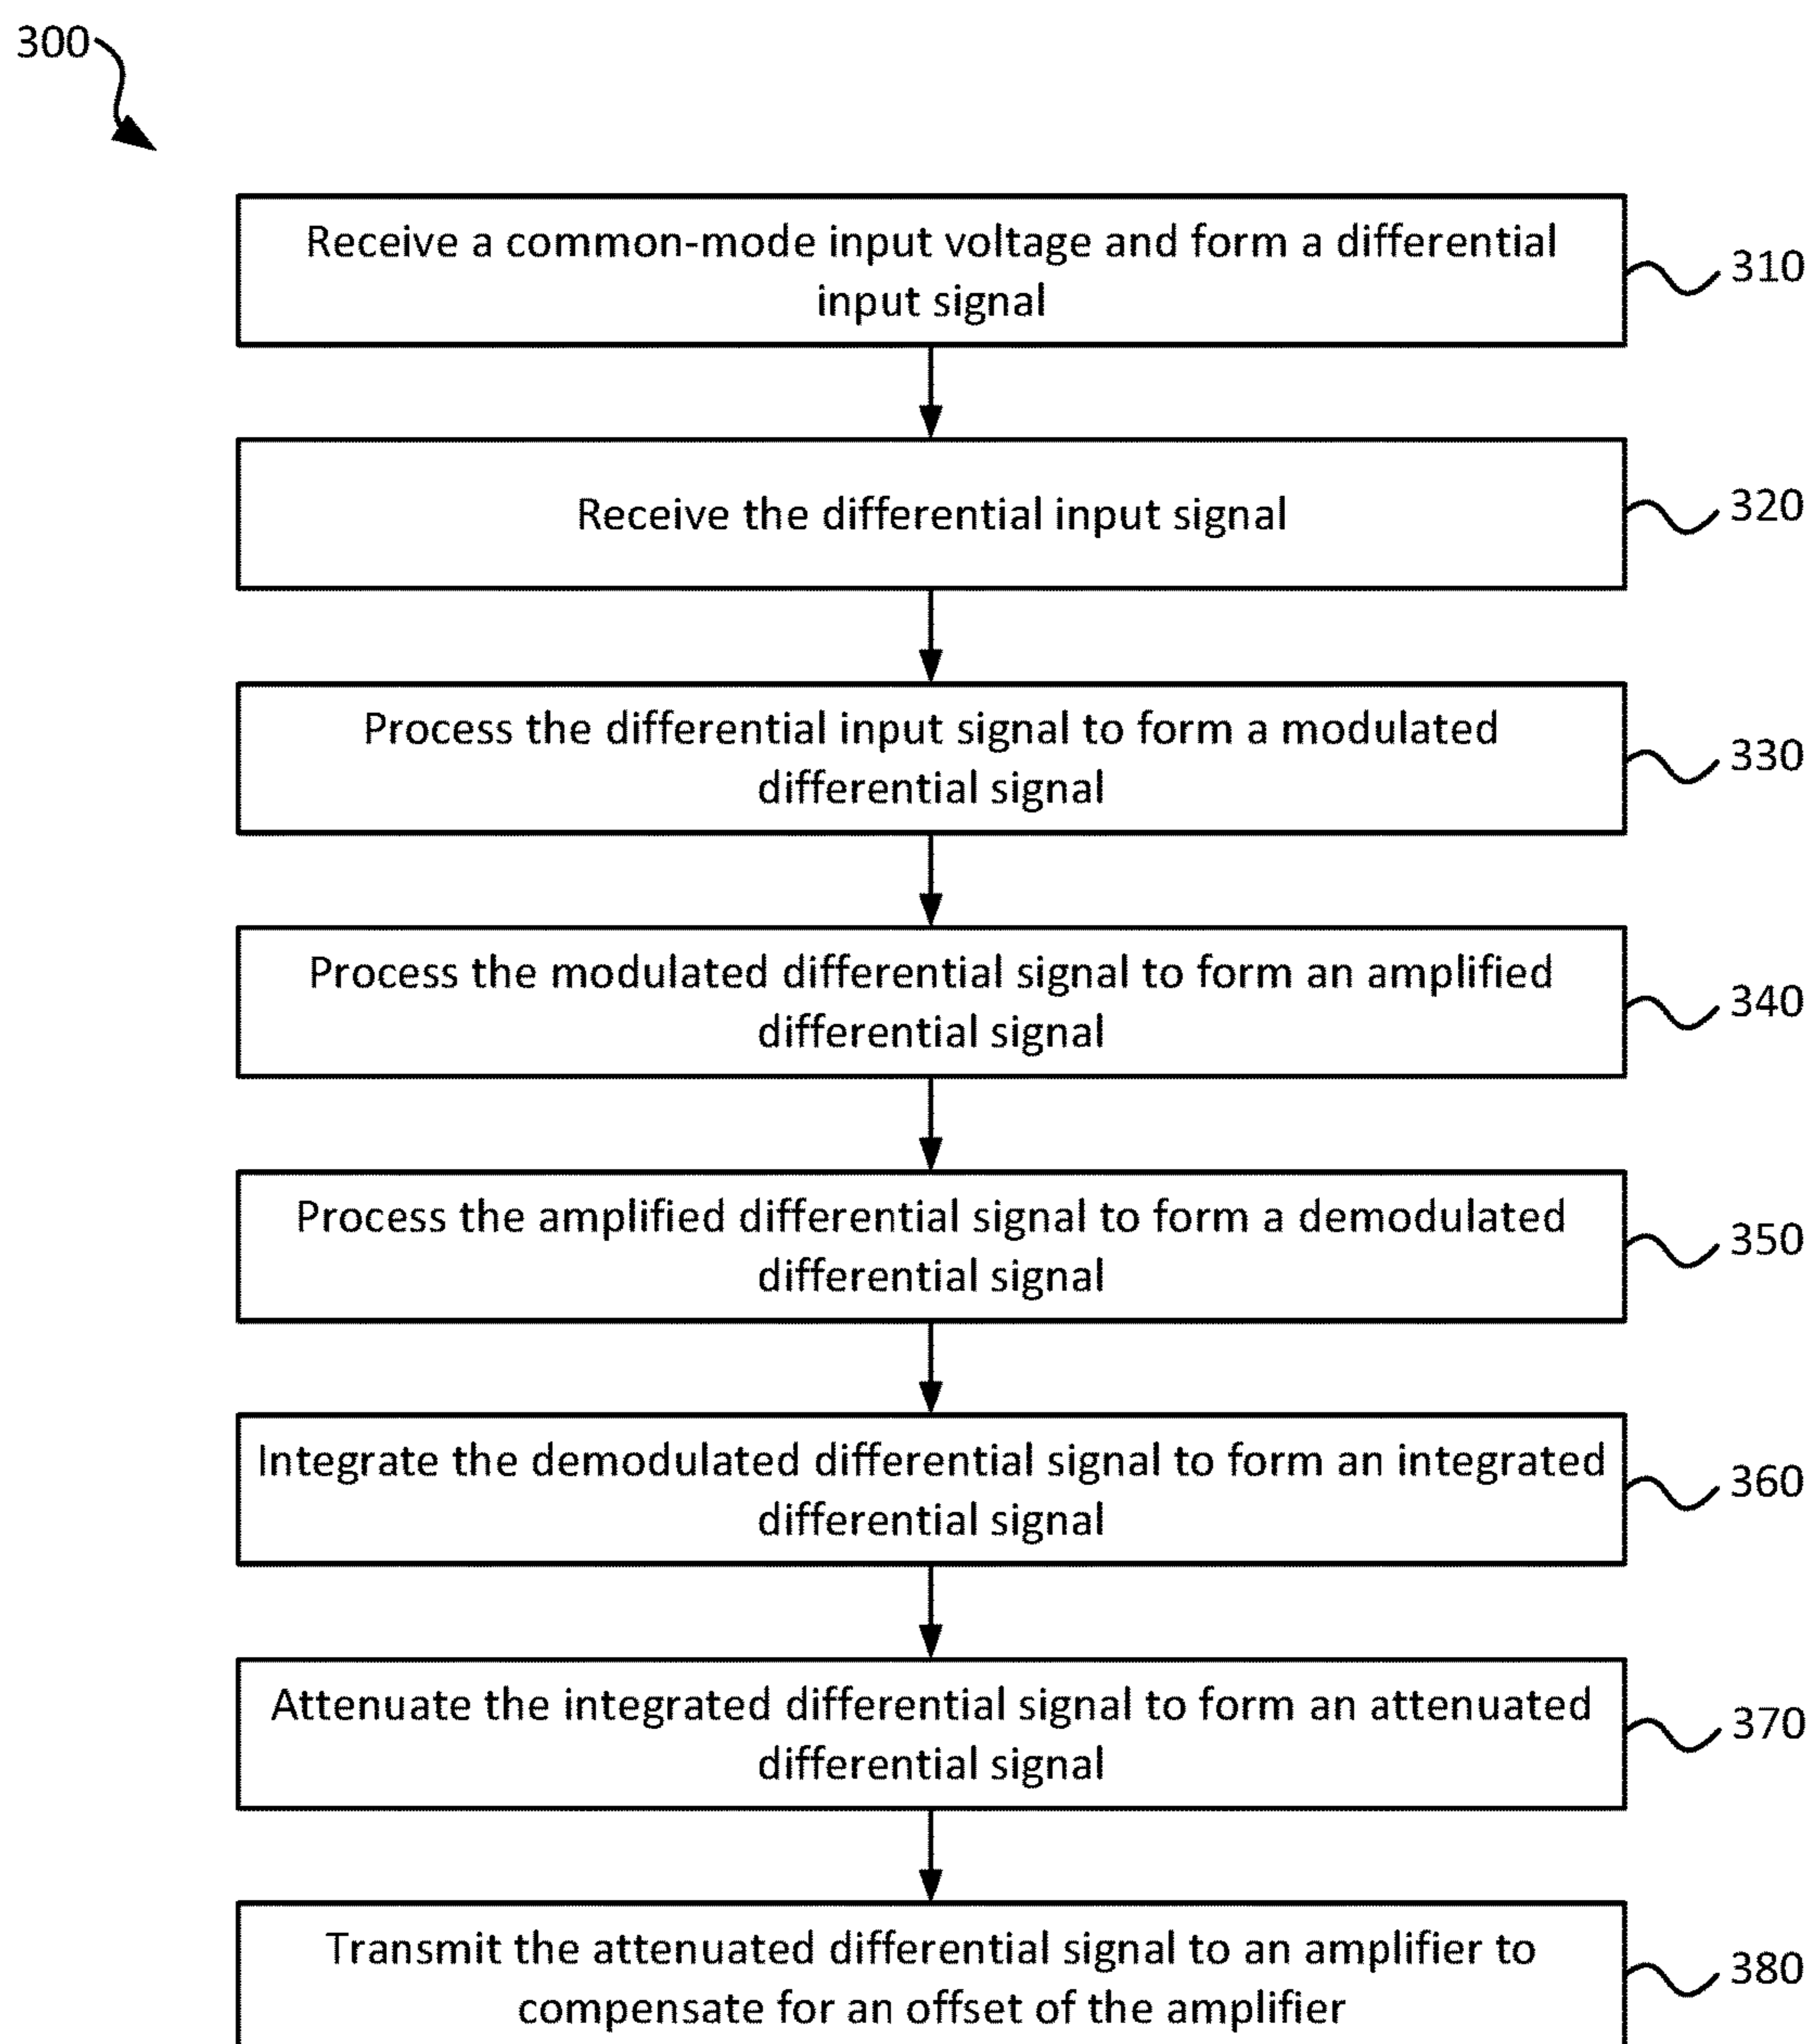 300
Receive a common-mode input voltage and form a differential
input signal
310
Receive the differential input signal
320
Process the differential input signal to form a modulated
differential signal
330
Process the modulated differential signal to form an amplified
differential signal
340
Process the amplified differential signal to form a demodulated
differential signal
350
Integrate the demodulated differential signal to form an integrated
differential signal
360
Attenuate the integrated differential signal to form an attenuated
differential signal
370
Transmit the attenuated differential signal to an amplifier to
compensate for an offset of the amplifier
380